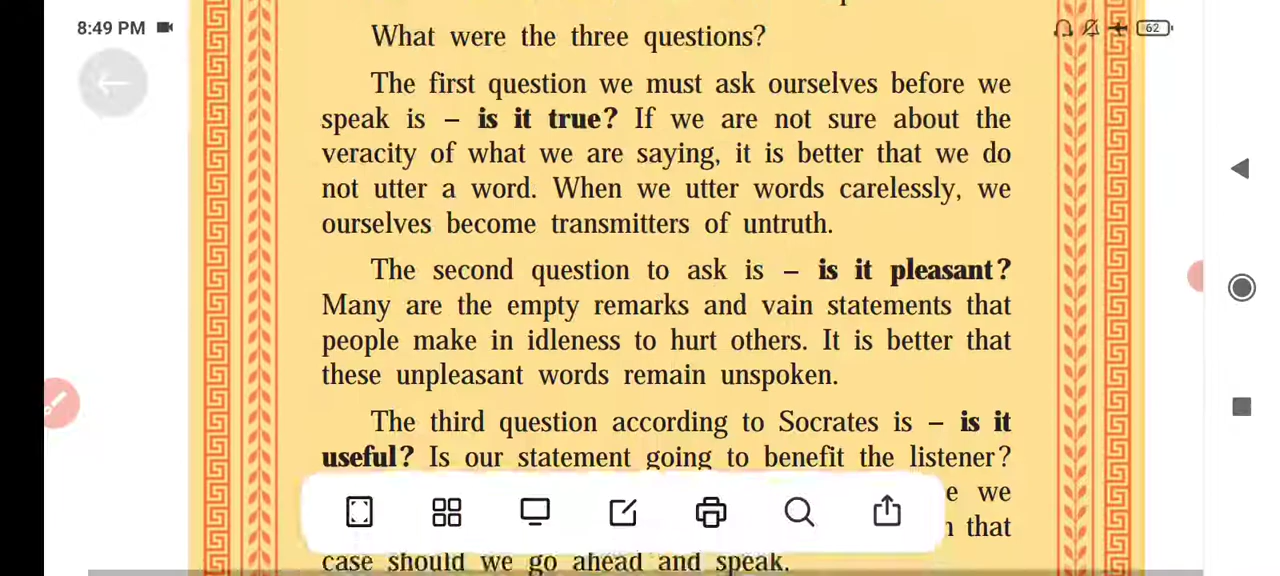 8:49 PM
62
What were the three questions?
The first question we must ask ourselves before we
speak is – is it true? If we are not sure about the
veracity of what we are saying, it is better that we do
not utter a word. When we utter words carelessly, we
ourselves become transmitters of untruth.
The second question to ask is – is it pleasant?
Many are the empty remarks and vain statements that
people make in idleness to hurt others. It is better that
these unpleasant words remain unspoken.
The third question according to Socrates is – is it
useful? Is our statement going to benefit the listener?
we
that
case should we go ahead and speak.